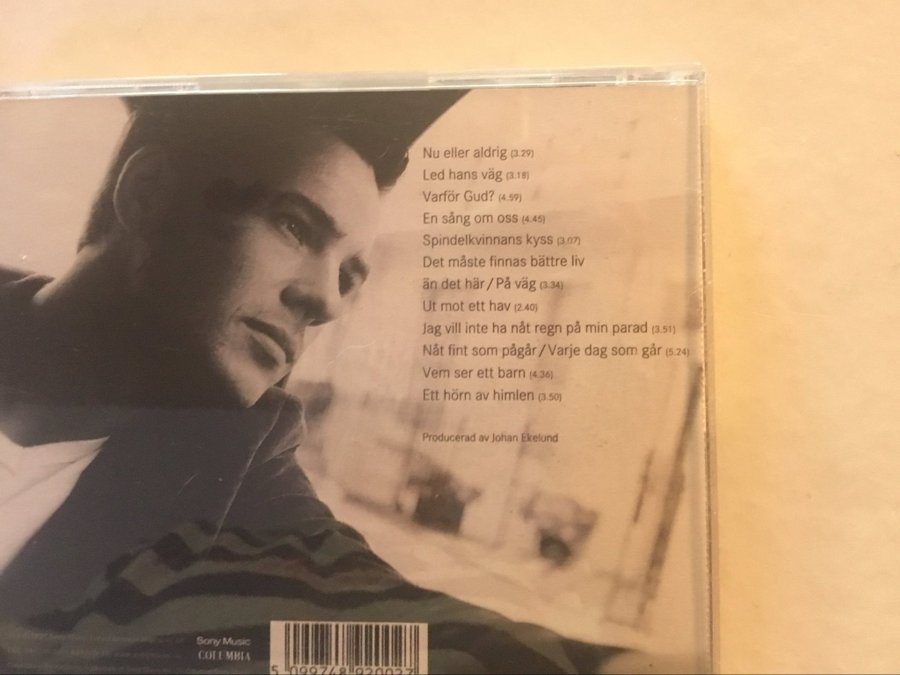 Nu eller aldrig (3.29)
Led hans väg (3.18)
Varför Gud? (4.59)
En sång om oss (4.45)
Spindelkvinnans kyss (3.07)
Det måste finnas bättre liv
än det här / På väg (3.34)
Ut mot ett hav (2.40)
Jag vill inte ha nåt regn på min parad (3.51)
Nåt fint som pågår / Varje dag som går (5.24)
Vem ser ett barn (4.36)
Ett hörn av himlen (3.50)
Producerad av Johan Ekelund
Sony Music
COLUMBIA
5 099748 920027